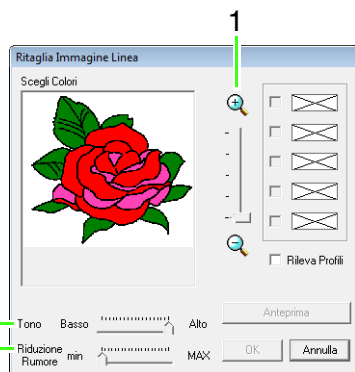 1
Ritaglia Immagine Linea
Scegli Colori
Rileva Profili
Tono Basso Alto
Anteprima
Riduzione Rumore min MAX
OK Annulla